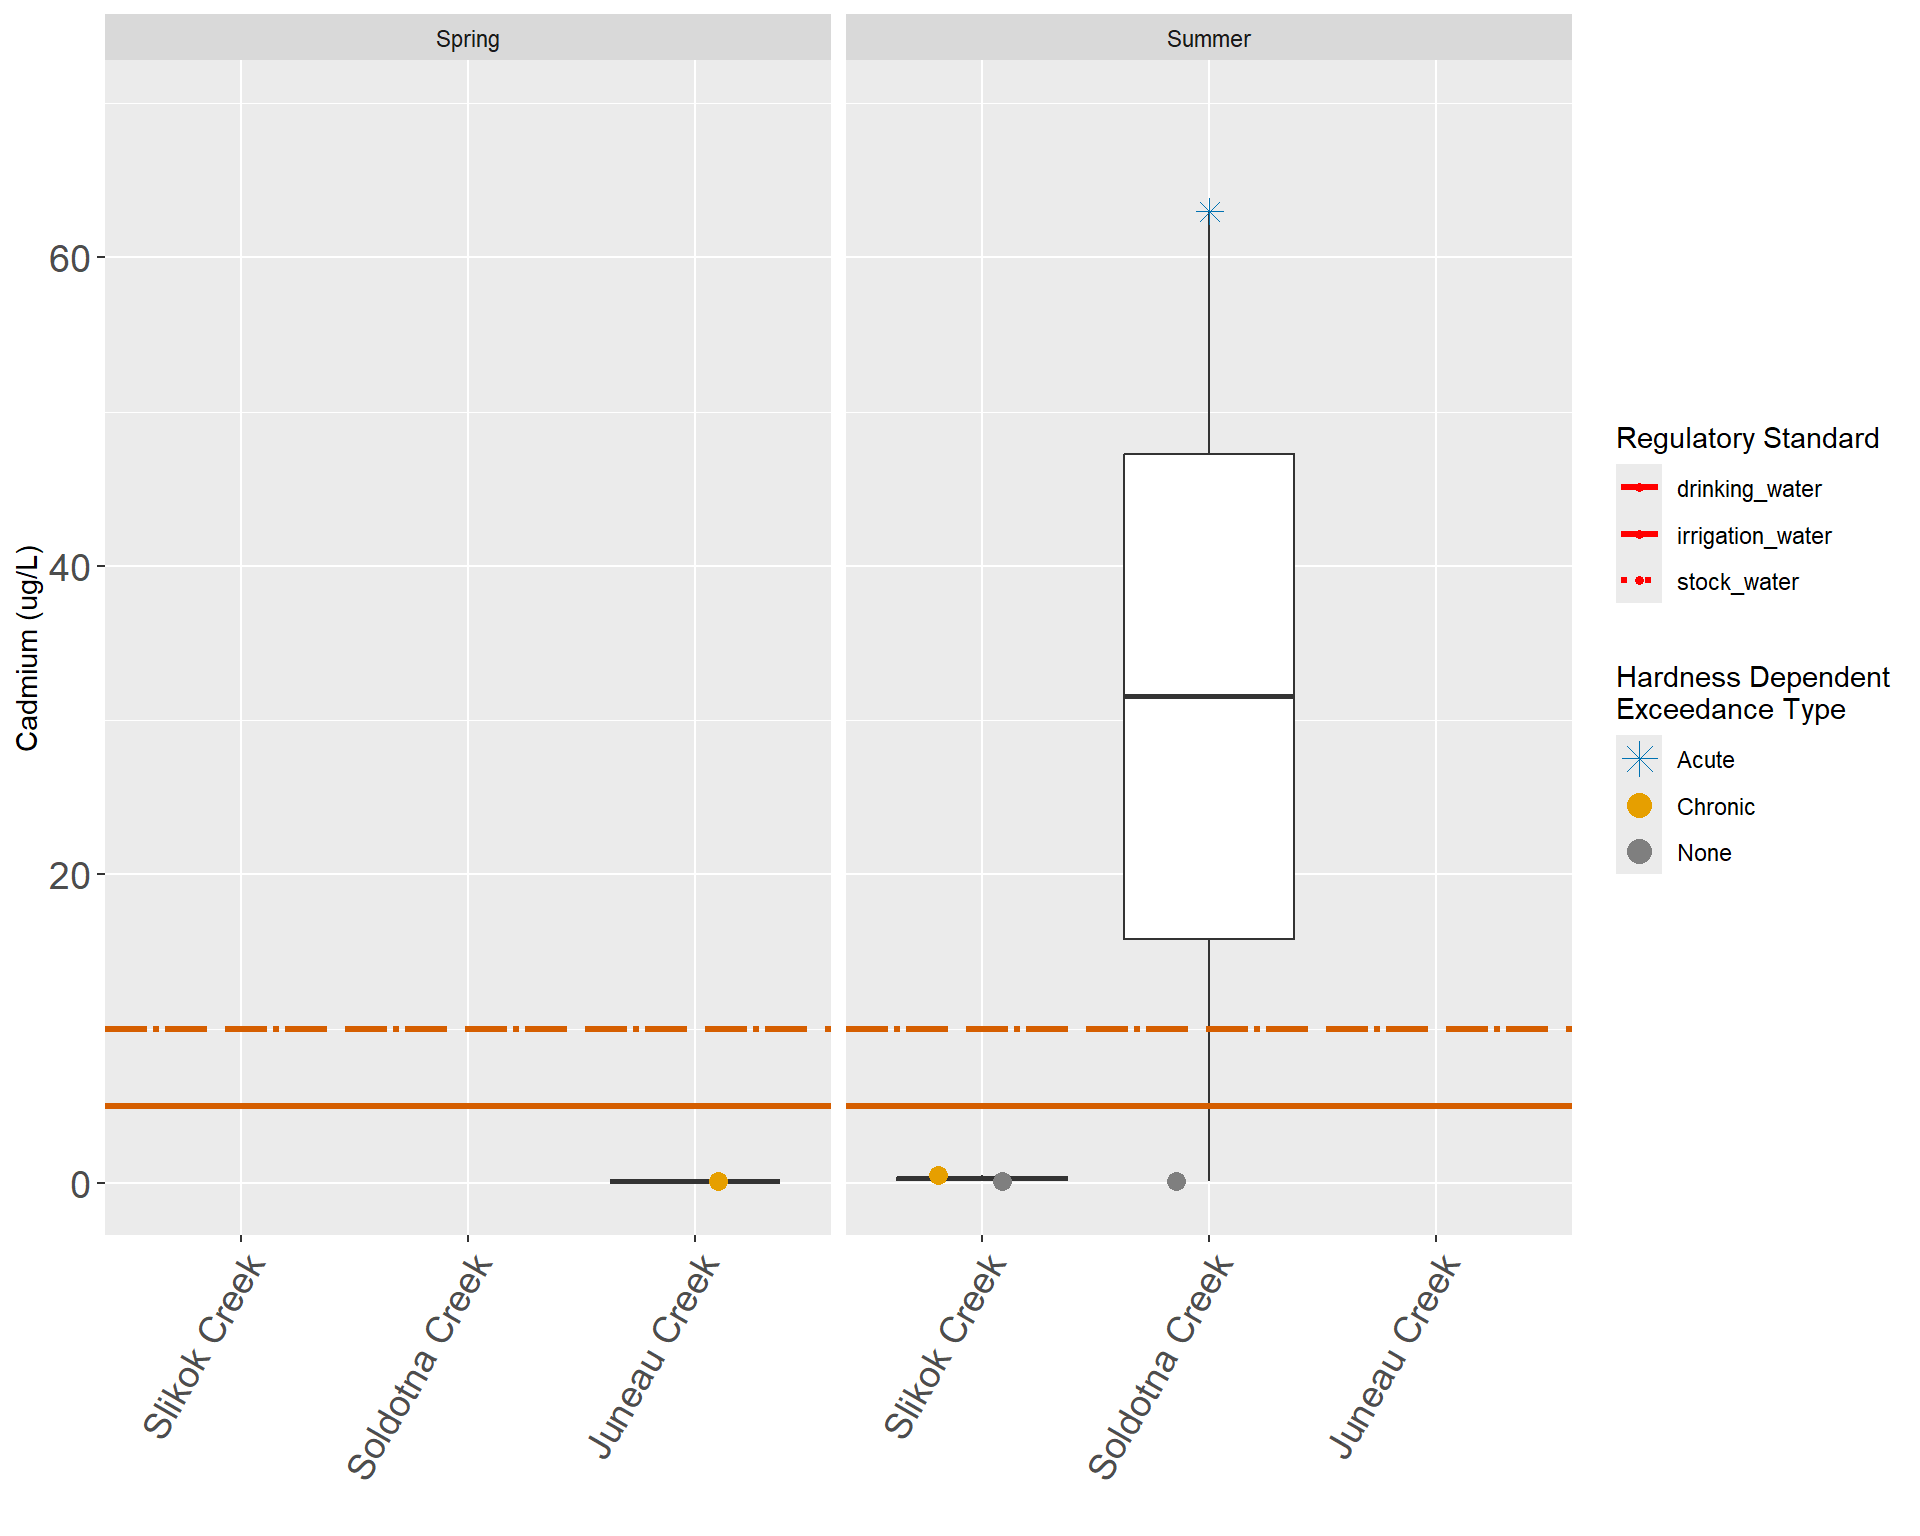 Spring
Summer
Cadmium (ug/L)
60
40
20
0
Slikok Creek
Soldotna Creek
Juneau Creek
Slikok Creek
Soldotna Creek
Juneau Creek
Regulatory Standard
drinking_water
irrigation_water
stock_water
Hardness Dependent
Exceedance Type
Acute
Chronic
None